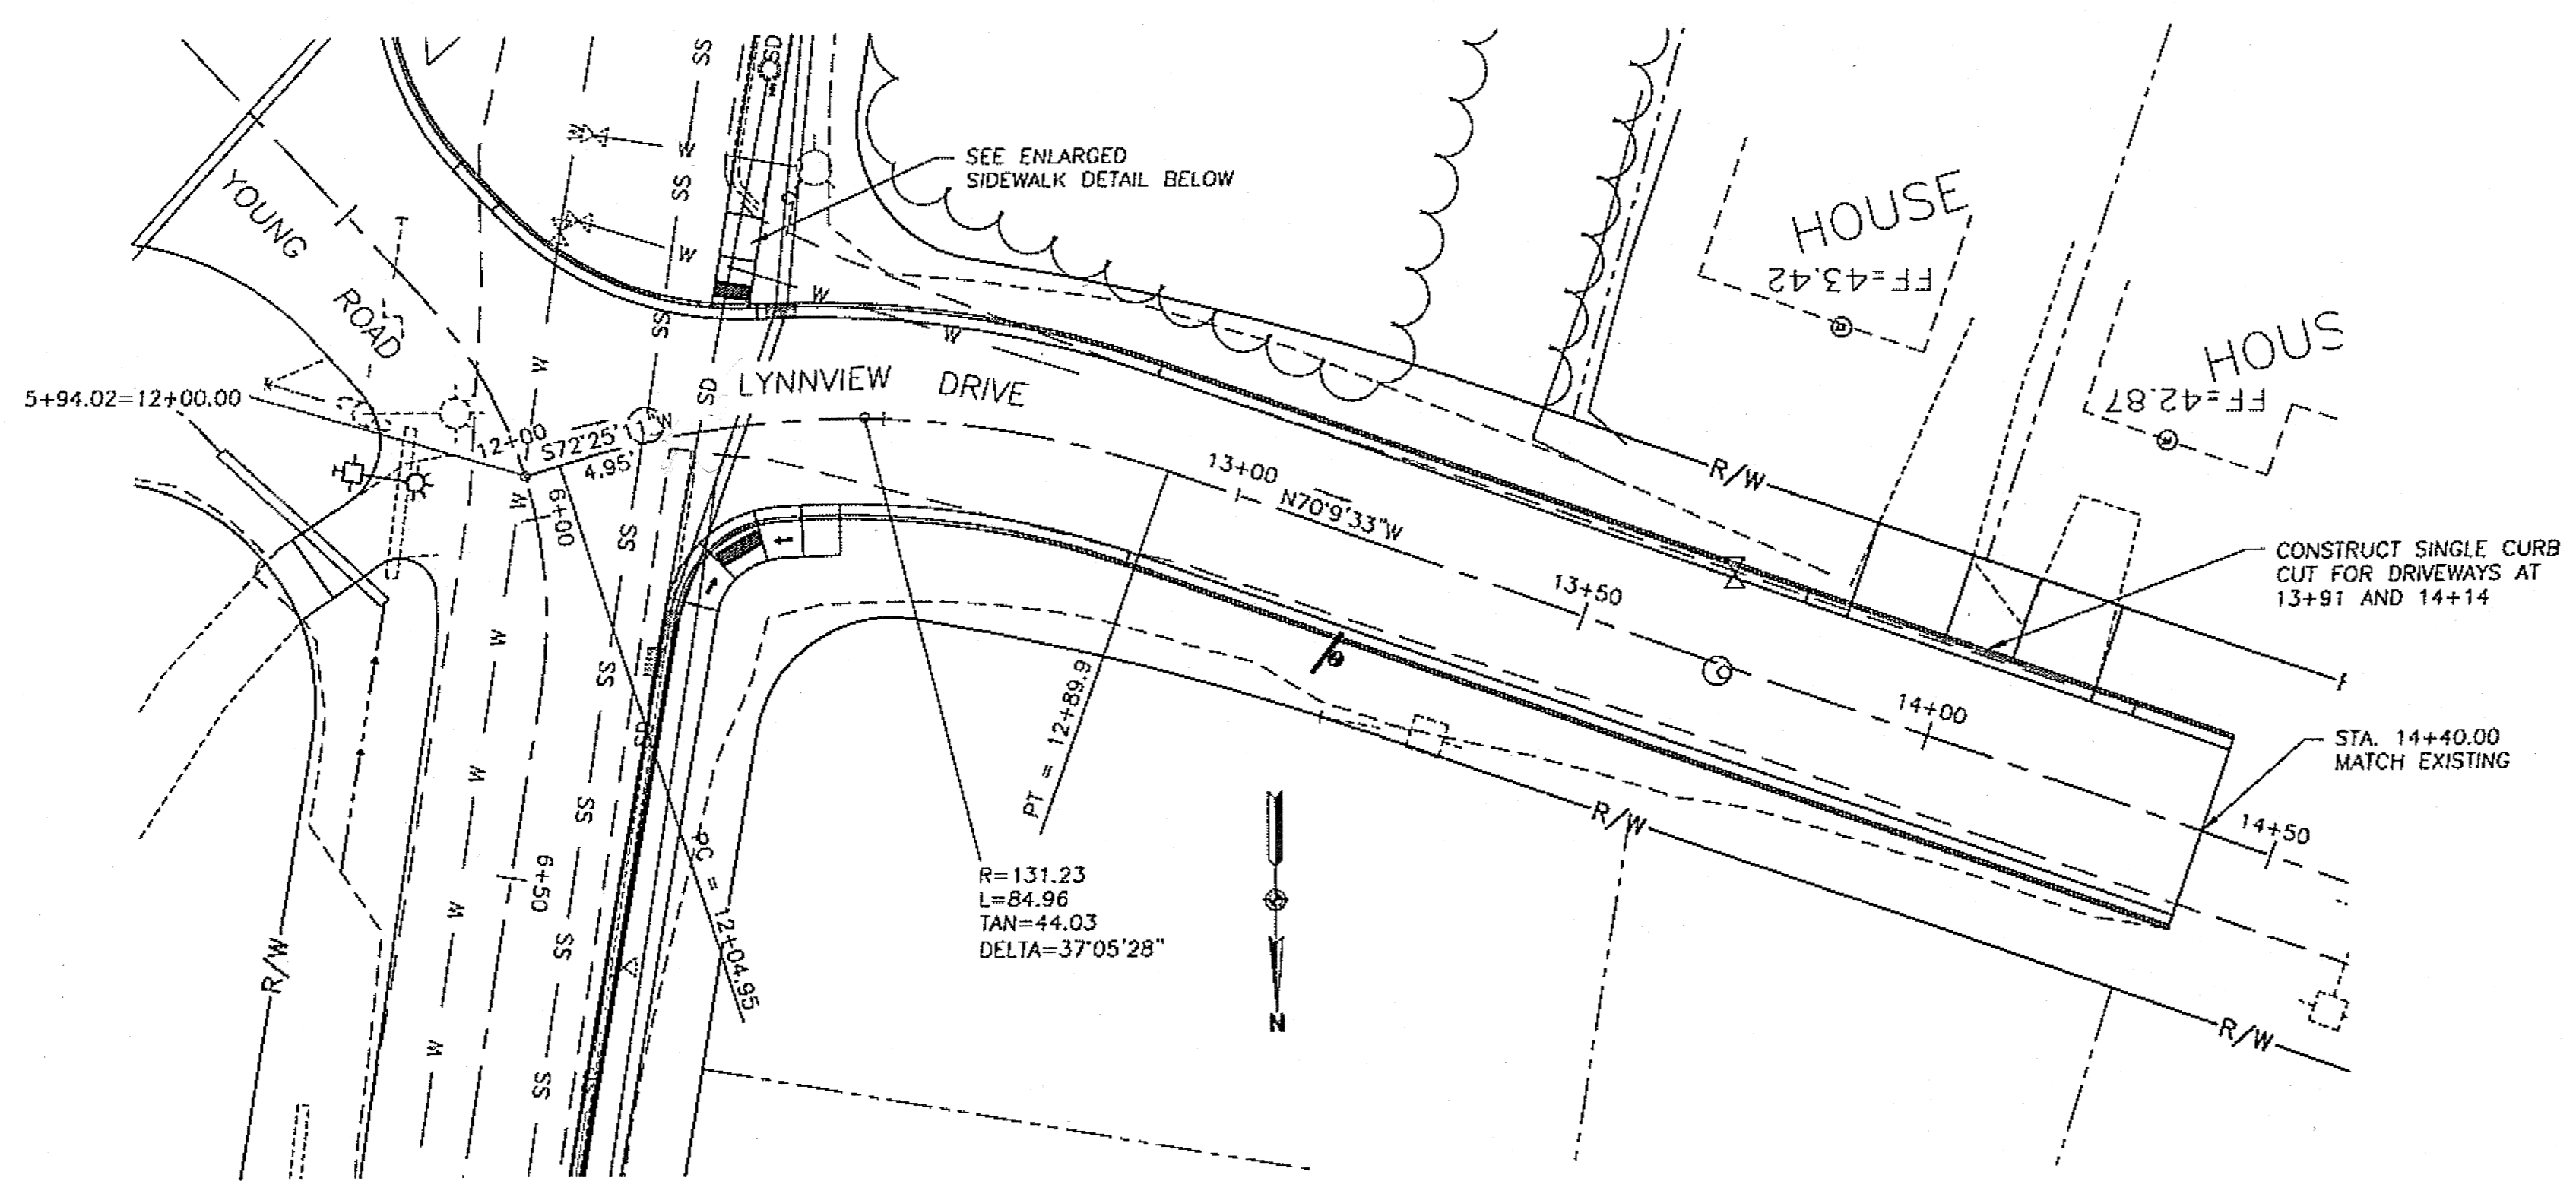 SD
SS
W
SS
W
SS
W
W
W
SEE ENLARGED
SIDEWALK DETAIL BELOW
YOUNG
ROAD
HOUSE
FF=43.42
FF=42.87
5+94.02=12+00.00
LYNNVIEW DRIVE
SS
W
SD
W
12+00
4.95'
6+00
W
13+00
N70°9'33"W
R/W
SS
13+50
CONSTRUCT SINGLE CURB
CUT FOR DRIVEWAYS AT
13+91 AND 14+14
W
SS
SD
14+00
STA. 14+40.00
MATCH EXISTING
W
SS
PT = 12+89.9
R/W
14+50
6+50
PC = 12+04.95
R=131.23
L=84.96
TAN=44.03
DELTA=37°05'28"
W
SS
R/W
N
W
SS
R/W